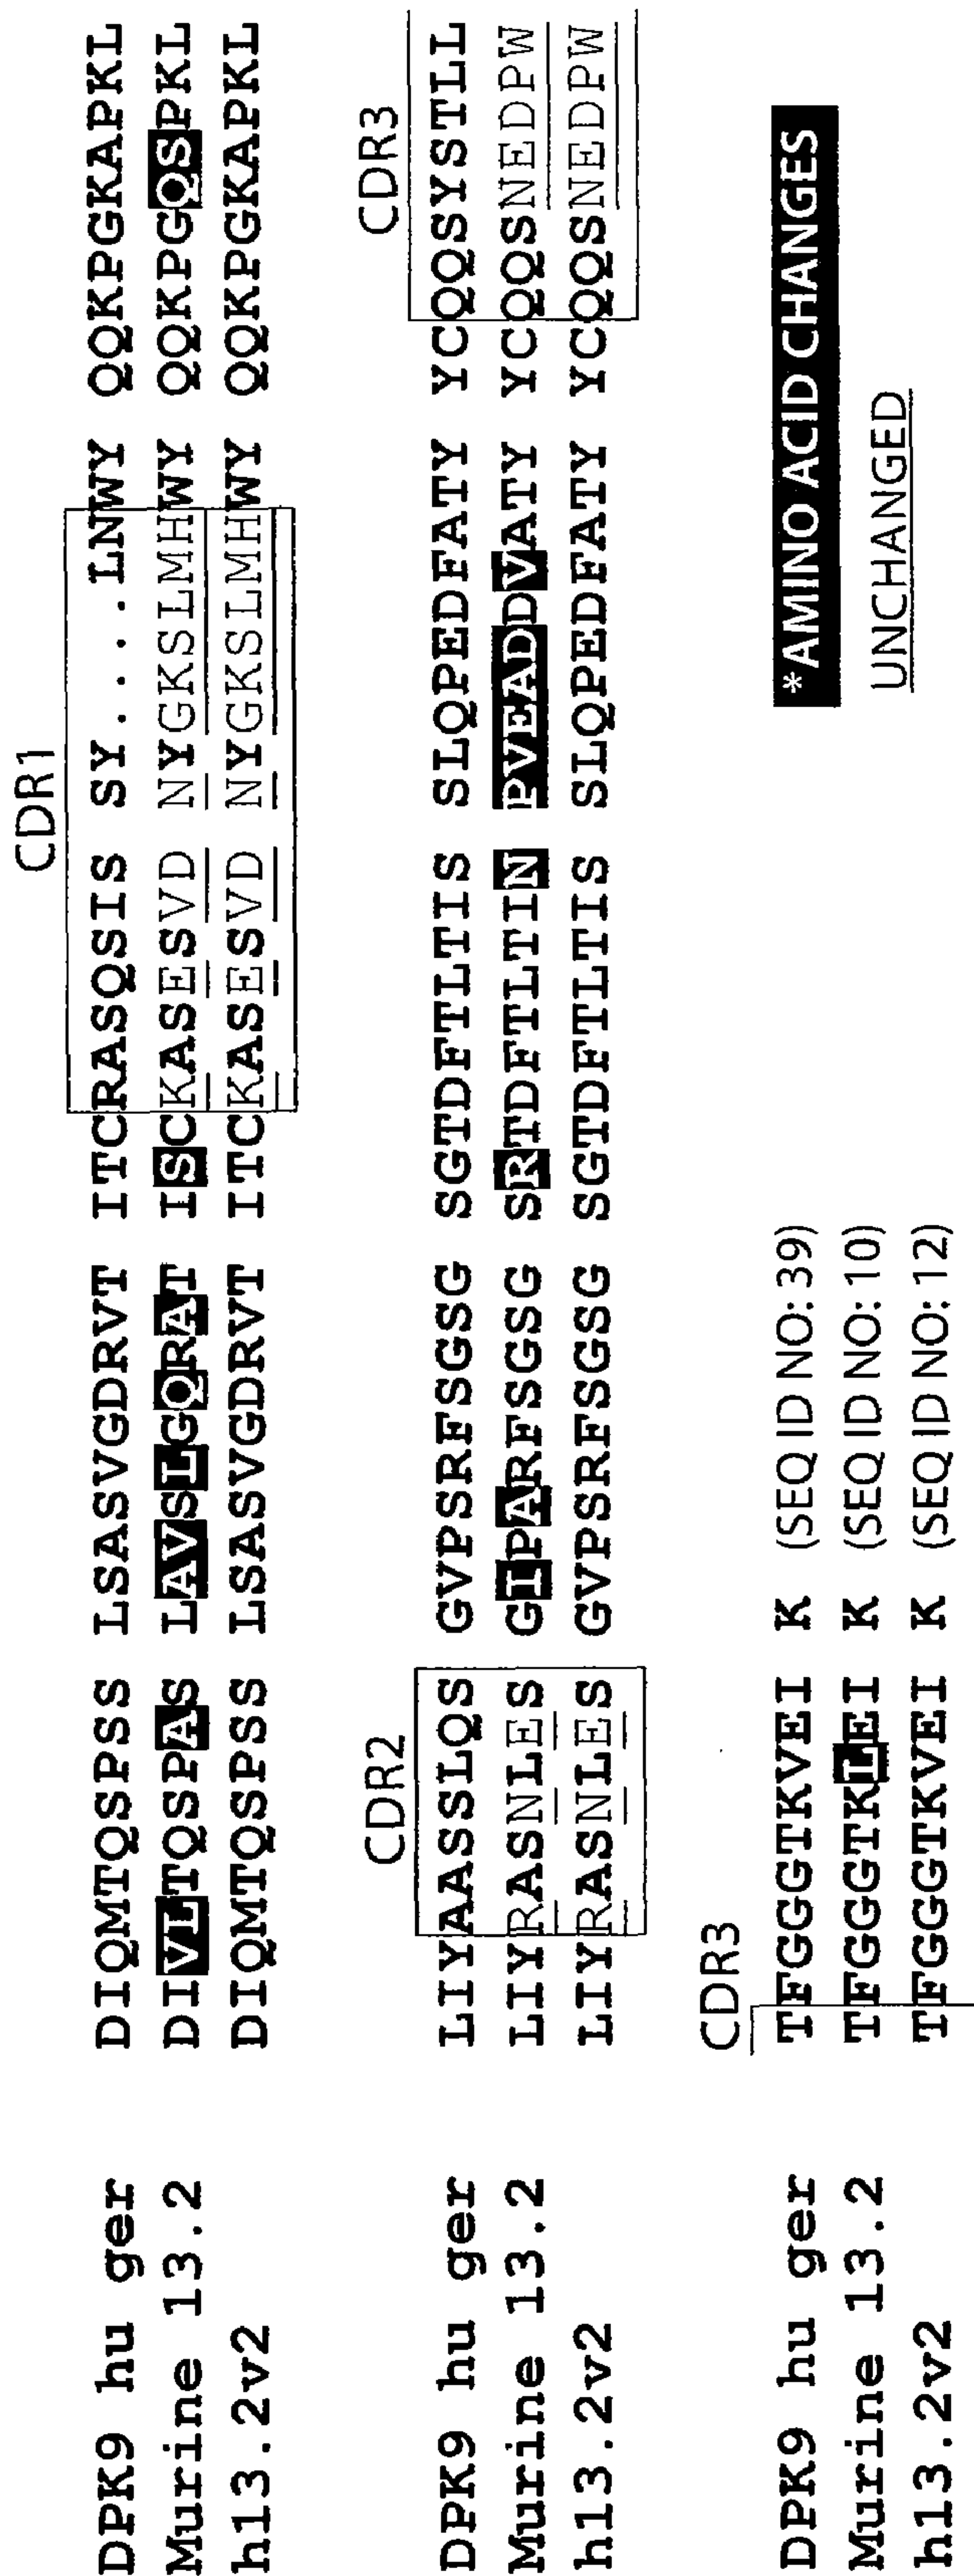 CDR1
DPK9 hu ger DIQMTQSPSS LSASVGDRVT ITCRASQSIS SY....LNWY QQKPGKAPKL
Murine 13.2 DIVLTQSPAS LAVSLGQRAT ISCKASESVD NYGKSLMHWY QQKPGQSPKL
h13.2v2 DIQMTQSPSS LSASVGDRVT ITCKASESVD NYGKSLMHWY QQKPGKAPKL
CDR2 CDR3
DPK9 hu ger LIYAASSLQS GVPSRFSGSG SGTDFTLTIS SLQPEDFATY YCQQSYSTLL
Murine 13.2 LIYRASNLES GIPARFSGSG SRTDFTLTIN PVEADDVATY YCQQSNEDPW
h13.2v2 LIYRASNLES GVPSRFSGSG SGTDFTLTIS SLQPEDFATY YCQQSNEDPW
CDR3
DPK9 hu ger TFGGGTKVEI K (SEQ ID NO: 39)
Murine 13.2 TFGGGTKLEI K (SEQ ID NO: 10)
h13.2v2 TFGGGTKVEI K (SEQ ID NO: 12)
*AMINO ACID CHANGES
UNCHANGED